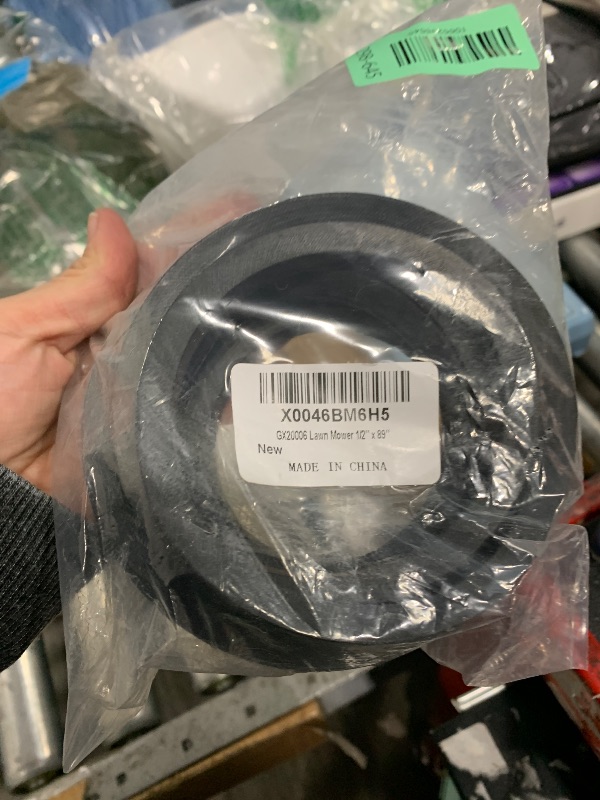 X0046BM6H5
GX20006 Lawn Mower 1/2" x 89"
New
MADE IN CHINA